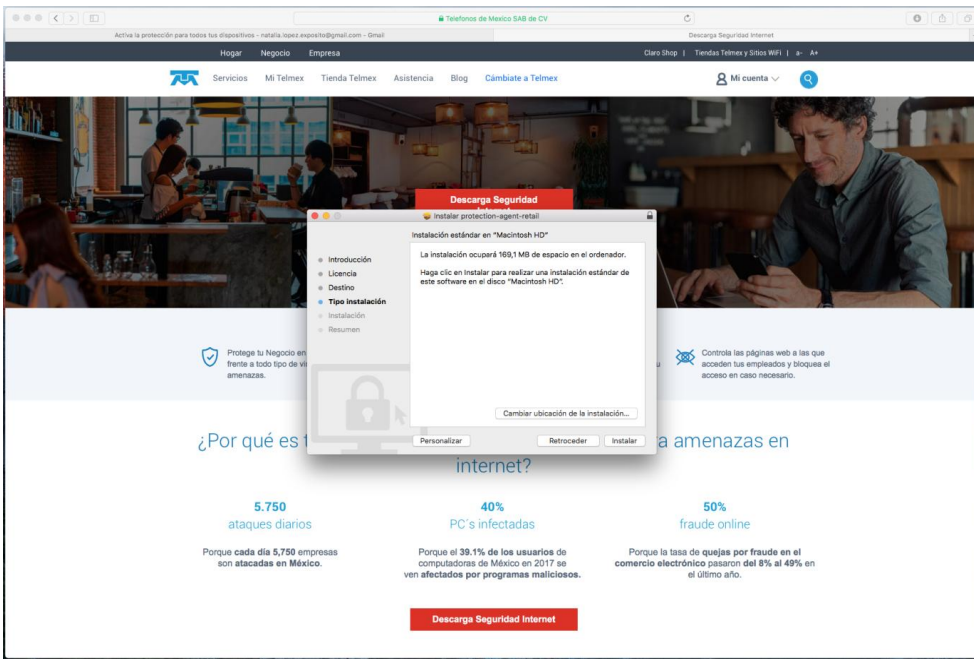 Telefonos de Mexico SAB de CV
Activa la protección para todos tus dispositivos - natalia.lopez.exposito@gmail.com - Gmail
Descarga Seguridad Internet
Hogar Negocio Empresa
Claro Shop | Tiendas Telmex y Sitios WiFi | a- A+
Servicios Mi Telmex Tienda Telmex Asistencia Blog Cámbiate a Telmex
Mi cuenta
Descarga Seguridad
Instalar protection-agent-retail
Instalación estándar en "Macintosh HD"
Introducción
Licencia
Destino
Tipo instalación
Instalación
Resumen
La instalación ocupará 169,1 MB de espacio en el ordenador.
Haga clic en Instalar para realizar una instalación estándar de
este software en el disco "Macintosh HD".
Cambiar ubicación de la instalación...
Personalizar Retroceder Instalar
Protege tu Negocio en
frente a todo tipo de
amenazas.
Controla las páginas web a las que
acceden tus empleados y bloquea el
acceso en caso necesario.
¿Por qué es
a amenazas en
internet?
5.750
ataques diarios
Porque cada día 5,750 empresas
son atacadas en México.
40%
PC´s infectadas
Porque el 39.1% de los usuarios de
computadoras de México en 2017 se
ven afectados por programas maliciosos.
50%
fraude online
Porque la tasa de quejas por fraude en el
comercio electrónico pasaron del 8% al 49% en
el último año.
Descarga Seguridad Internet